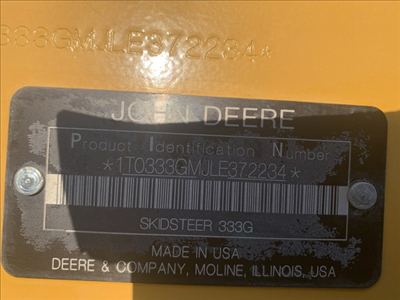 333GMJLE372234*
JOHN DEERE
Product Identification Number
*1T0333GMJLE372234*
SKIDSTEER 333G
MADE IN USA
DEERE & COMPANY, MOLINE, ILLINOIS, USA